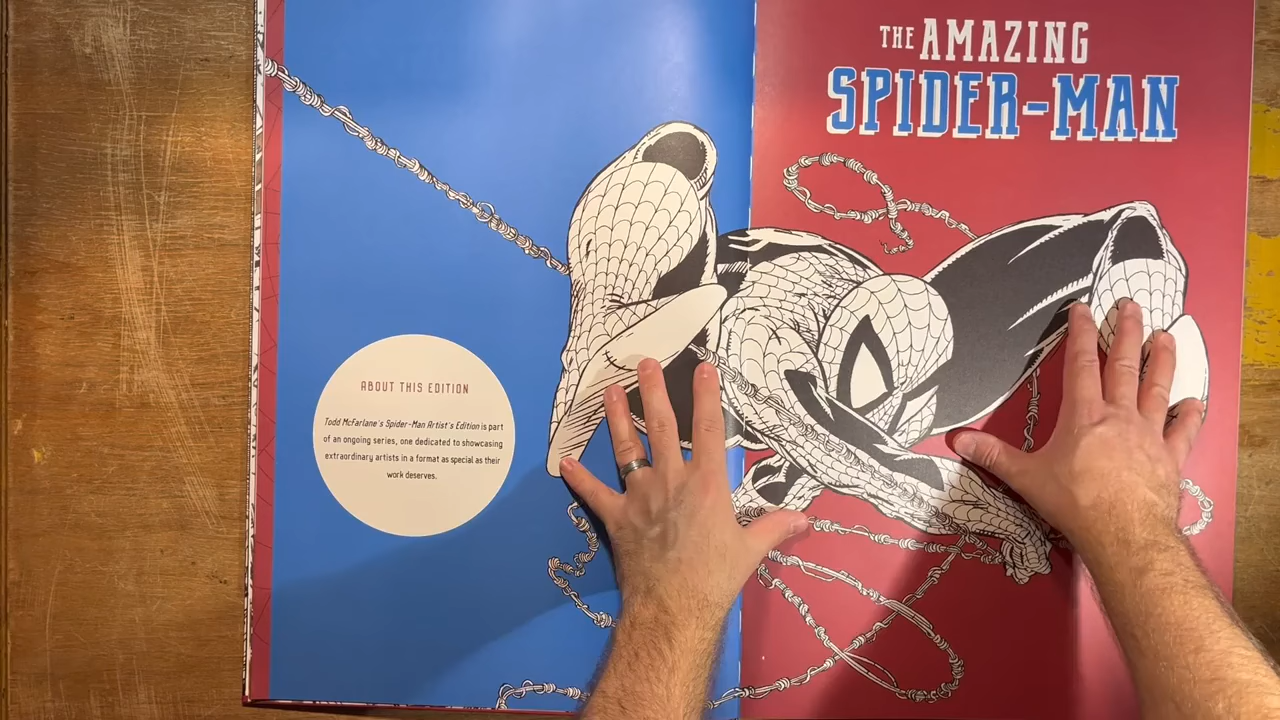 THE AMAZING
SPIDER-MAN
ABOUT THIS EDITION
Todd McFarlane's Spider-Man Artist's Edition is part
of an ongoing series, one dedicated to showcasing
extraordinary artists in a format as special as their
work deserves.